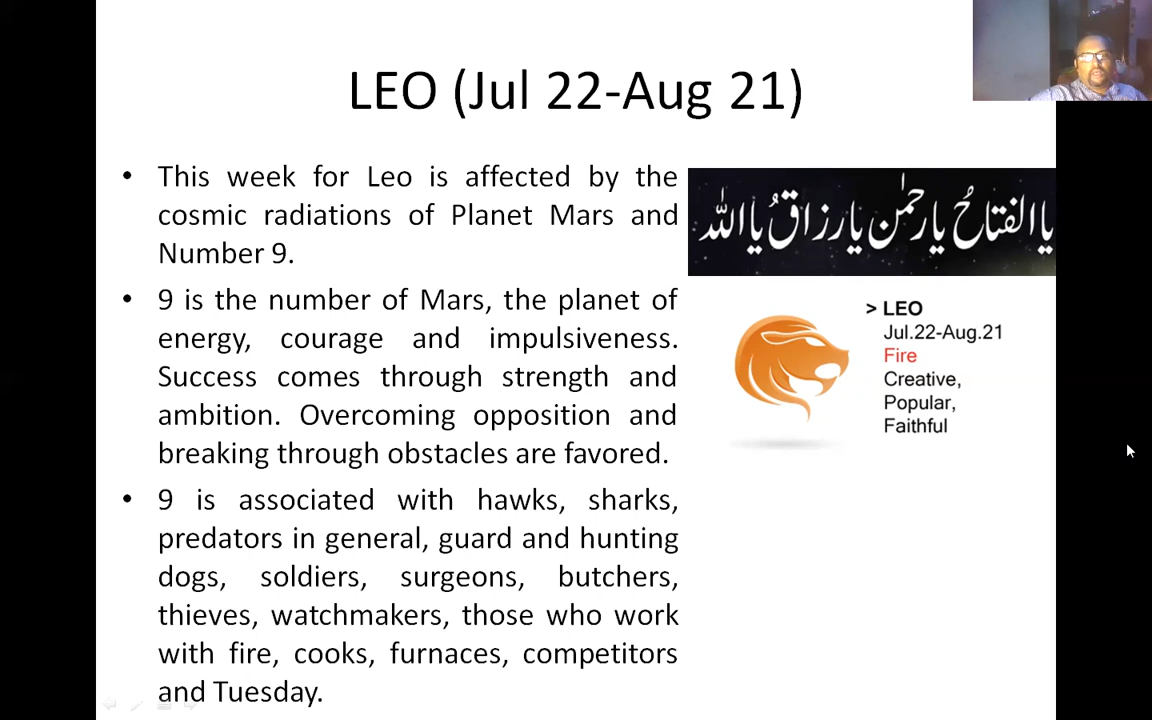 LEO (Jul 22-Aug 21)
• This week for Leo is affected by the
cosmic radiations of Planet Mars and
Number 9.
• 9 is the number of Mars, the planet of
energy, courage and impulsiveness.
Success comes through strength and
ambition. Overcoming opposition and
breaking through obstacles are favored.
• 9 is associated with hawks, sharks,
predators in general, guard and hunting
dogs, soldiers, surgeons, butchers,
thieves, watchmakers, those who work
with fire, cooks, furnaces, competitors
and Tuesday.
یا الفتاحُ یا رحمٰن یا رزاقُ یا اللہ
> LEO
Jul.22-Aug.21
Fire
Creative,
Popular,
Faithful